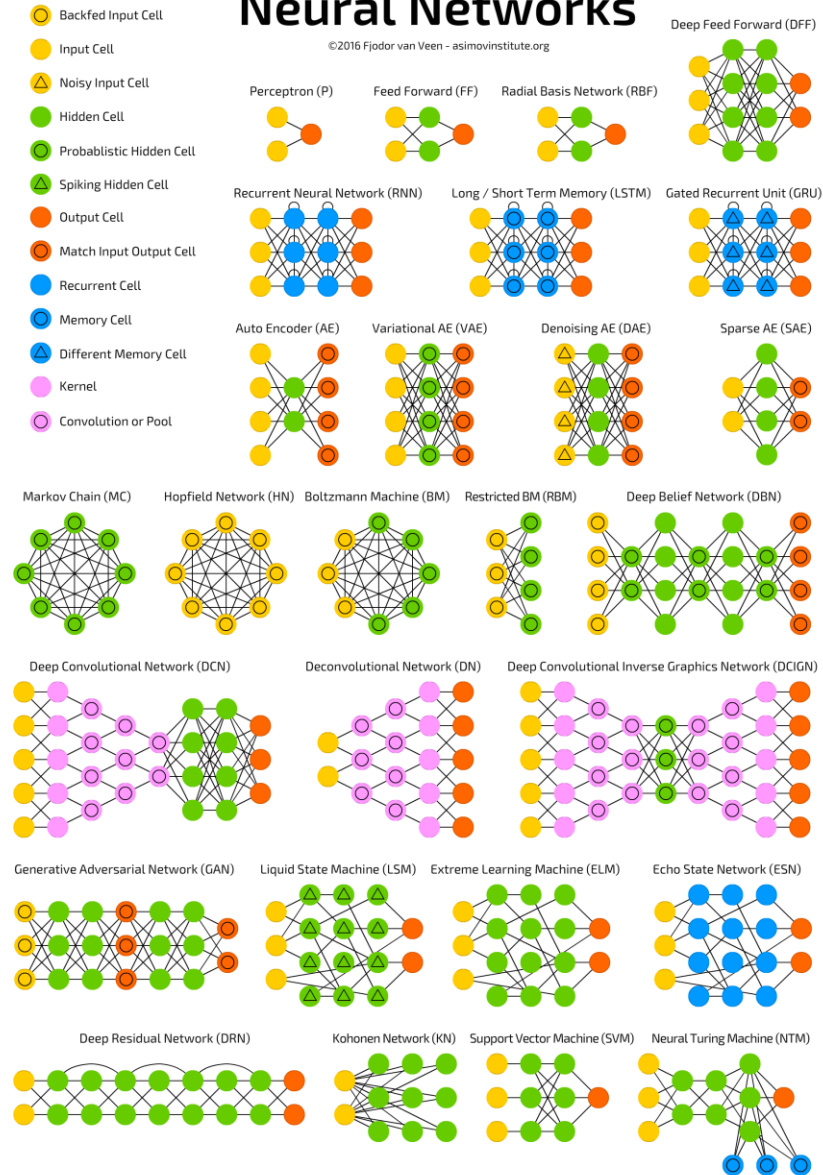 Neural Networks
©2016 Fjodor van Veen - asimovinstitute.org
Backfed Input Cell
Input Cell
Noisy Input Cell
Hidden Cell
Probablistic Hidden Cell
Spiking Hidden Cell
Output Cell
Match Input Output Cell
Recurrent Cell
Memory Cell
Different Memory Cell
Kernel
Convolution or Pool
Deep Feed Forward (DFF)
Perceptron (P)
Feed Forward (FF)
Radial Basis Network (RBF)
Recurrent Neural Network (RNN)
Long / Short Term Memory (LSTM)
Gated Recurrent Unit (GRU)
Auto Encoder (AE)
Variational AE (VAE)
Denoising AE (DAE)
Sparse AE (SAE)
Markov Chain (MC)
Hopfield Network (HN)
Boltzmann Machine (BM)
Restricted BM (RBM)
Deep Belief Network (DBN)
Deep Convolutional Network (DCN)
Deconvolutional Network (DN)
Deep Convolutional Inverse Graphics Network (DCIGN)
Generative Adversarial Network (GAN)
Liquid State Machine (LSM)
Extreme Learning Machine (ELM)
Echo State Network (ESN)
Deep Residual Network (DRN)
Kohonen Network (KN)
Support Vector Machine (SVM)
Neural Turing Machine (NTM)